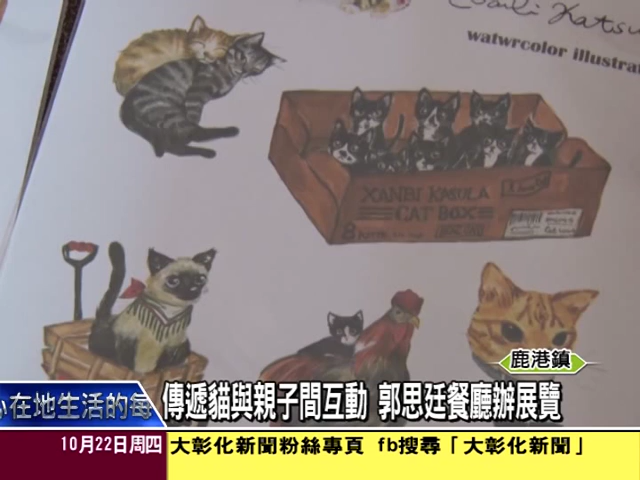 watwrcolor illustrat
XANBI KASULA
CAT BOX
8
鹿港鎮
在地生活的每
傳遞貓與親子間互動 郭思廷餐廳辦展覽
10月22日周四 大彰化新聞粉絲專頁 fb搜尋「大彰化新聞」